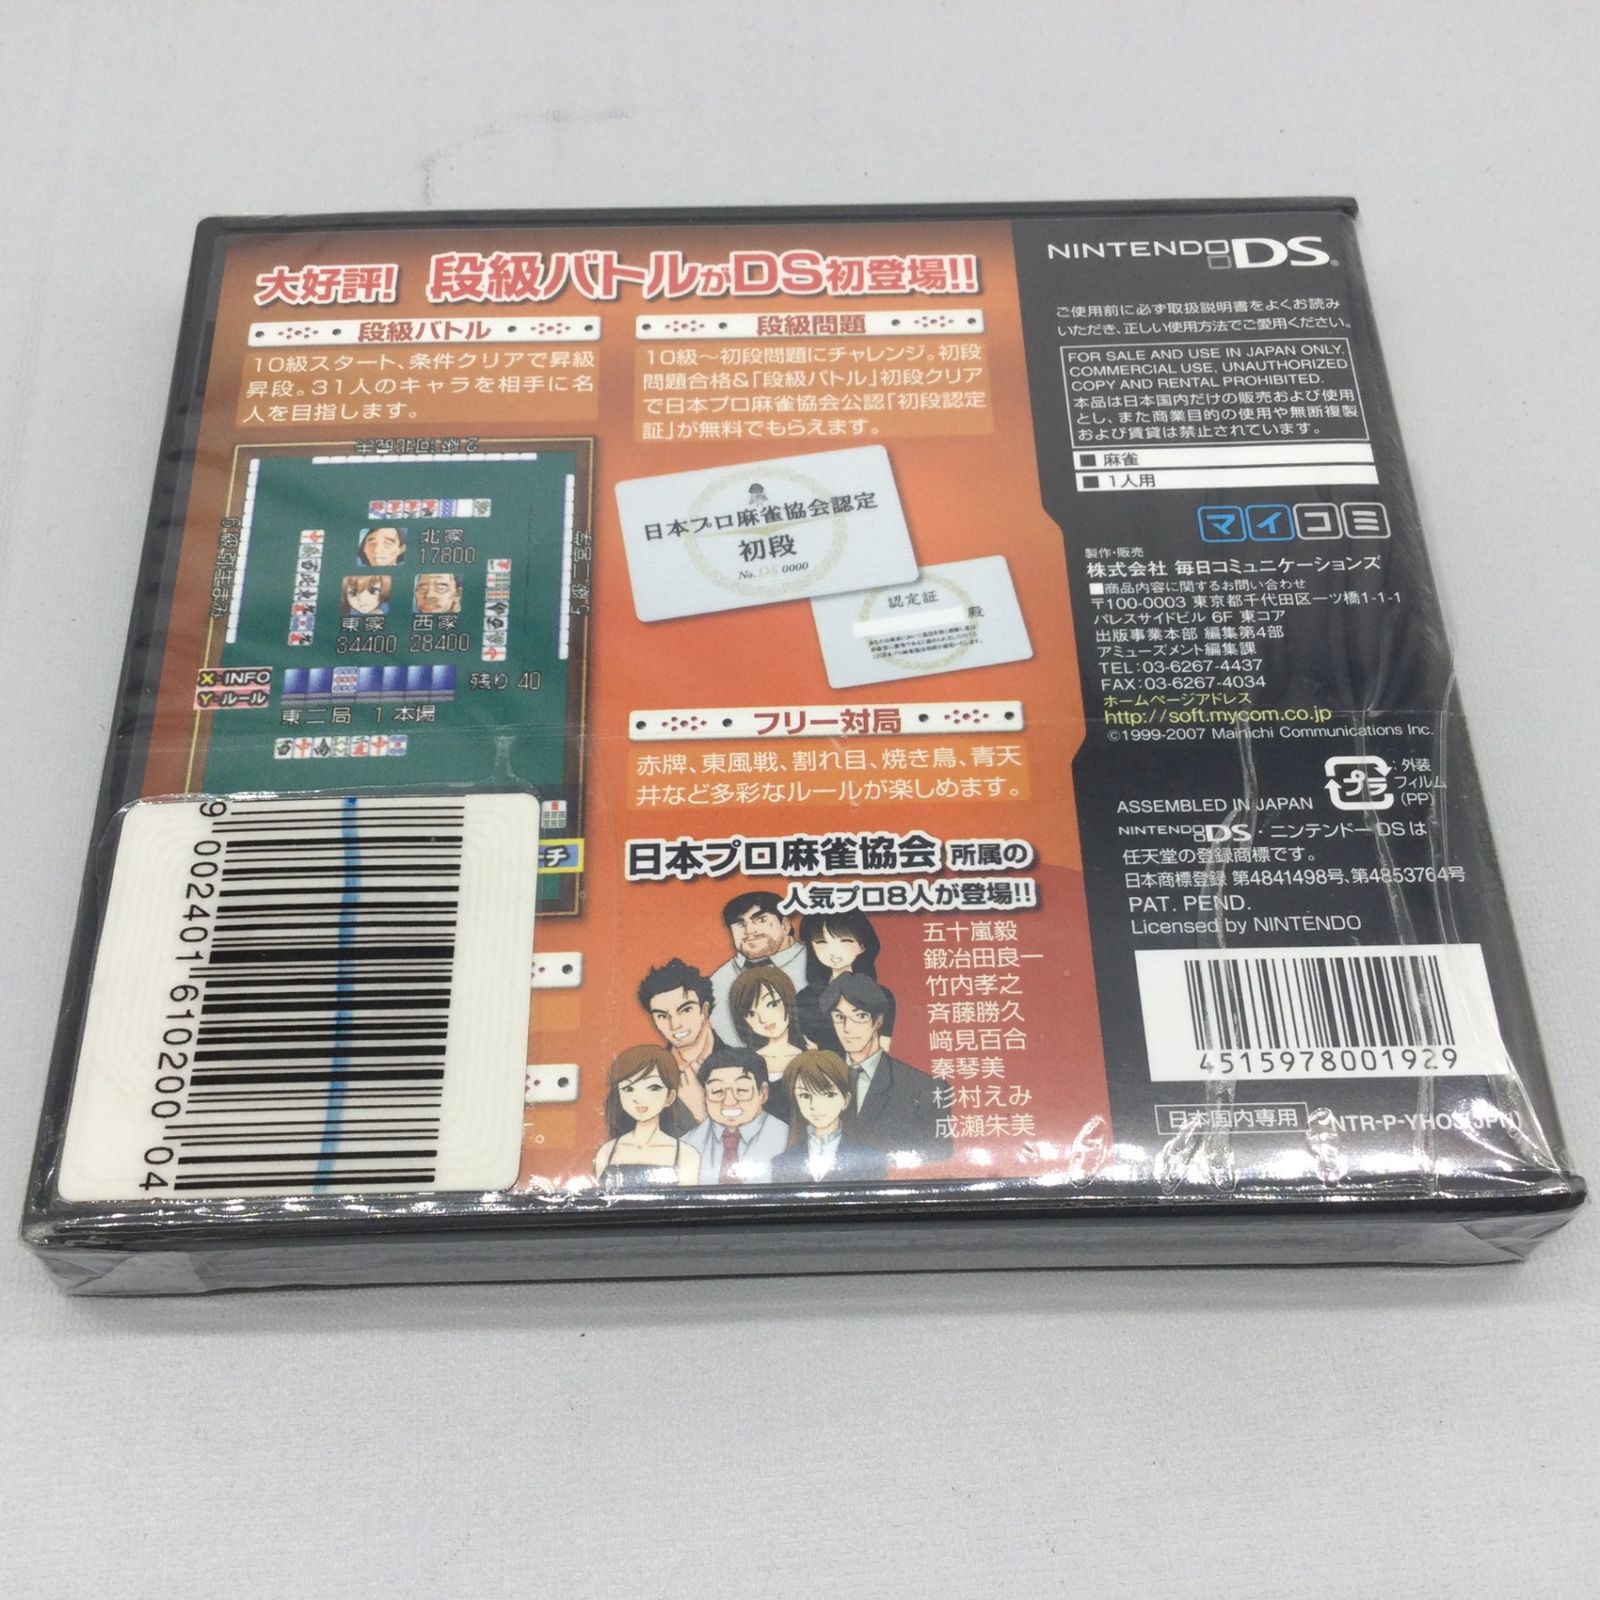 大好評! 段級バトルがDS初登場!!
段級バトル
10級スタート、条件クリアで昇級
昇段。31人のキャラを相手に名
人を目指します。
段級問題
10級〜初段問題にチャレンジ。初段
問題合格&「段級バトル」初段クリア
で日本プロ麻雀協会公認「初段認定
証」が無料でもらえます。
北家
17800
東家
34400
西家
28400
X-INFO
Y-ルール
残り 40
東二局 1本場
日本プロ麻雀協会認定
初段
No. DS 0000
認定証
殿
フリー対局
赤牌、東風戦、割れ目、焼き鳥、青天
井など多彩なルールが楽しめます。
日本プロ麻雀協会 所属の
人気プロ8人が登場!!
五十嵐毅
鍛冶田良一
竹内孝之
斉藤勝久
﨑見百合
秦琴美
杉村えみ
成瀬朱美
9 002401 610200 04
NINTENDO DS
ご使用前に必ず取扱説明書をよくお読み
いただき、正しい使用方法でご愛用ください。
FOR SALE AND USE IN JAPAN ONLY.
COMMERCIAL USE, UNAUTHORIZED
COPY AND RENTAL PROHIBITED.
本品は日本国内だけの販売および使用
とし、また商業目的の使用や無断複製
および賃貸は禁止されています。
■ 麻雀
■ 1人用
マイコミ
製作・販売
株式会社 毎日コミュニケーションズ
■商品内容に関するお問い合わせ
〒100-0003 東京都千代田区一ツ橋1-1-1
パレスサイドビル 6F 東コア
出版事業本部 編集第4部
アミューズメント編集課
TEL:03-6267-4437
FAX:03-6267-4034
ホームページアドレス
http://soft.mycom.co.jp
©1999-2007 Mainichi Communications Inc.
ASSEMBLED IN JAPAN
プラ
:外装
フィルム
(PP)
NINTENDO DS・ニンテンドーDSは
任天堂の登録商標です。
日本商標登録 第4841498号、第4853764号
PAT. PEND.
Licensed by NINTENDO
4515978001929
日本国内専用